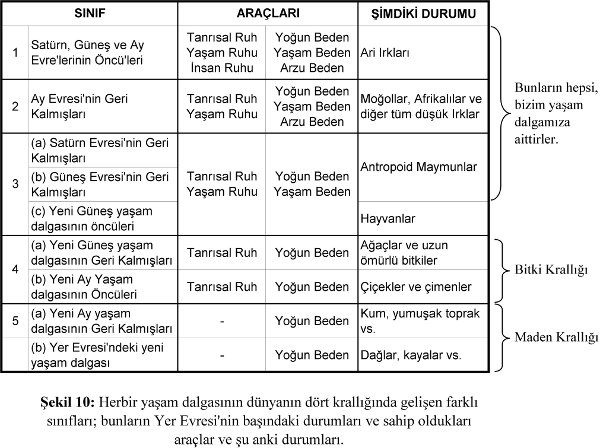 SINIF
ARAÇLARI
ŞİMDİKİ DURUMU
1
Satürn, Güneş ve Ay
Evre'lerinin Öncü'leri
Tanrısal Ruh
Yaşam Ruhu
İnsan Ruhu
Yoğun Beden
Yaşam Beden
Arzu Beden
Ari Irkları
2
Ay Evresi'nin Geri
Kalmışları
Tanrısal Ruh
Yaşam Ruhu
Yoğun Beden
Yaşam Beden
Arzu Beden
Moğollar, Afrikalılar ve
diğer tüm düşük Irklar
3
(a) Satürn Evresi'nin Geri
Kalmışları
(b) Güneş Evresi'nin Geri
Kalmışları
(c) Yeni Güneş yaşam
dalgasının öncüleri
Tanrısal Ruh
Yaşam Ruhu
Yoğun Beden
Yaşam Beden
Antropoid Maymunlar
Hayvanlar
Bunların hepsi,
bizim yaşam
dalgamıza
aittirler.
4
(a) Yeni Güneş yaşam
dalgasının Geri Kalmışları
Tanrısal Ruh
Yoğun Beden
Ağaçlar ve uzun
ömürlü bitkiler
(b) Yeni Ay Yaşam
dalgasının Öncüleri
Tanrısal Ruh
Yoğun Beden
Çiçekler ve çimenler
Bitki Krallığı
5
(a) Yeni Ay yaşam
dalgasının Geri Kalmışları
-
Yoğun Beden
Kum, yumuşak toprak
vs.
(b) Yer Evresi'ndeki yeni
yaşam dalgası
-
Yoğun Beden
Dağlar, kayalar vs.
Maden Krallığı
Şekil 10: Herbir yaşam dalgasının dünyanın dört krallığında gelişen farklı
sınıfları; bunların Yer Evresi'nin başındaki durumları ve sahip oldukları
araçlar ve şu anki durumları.